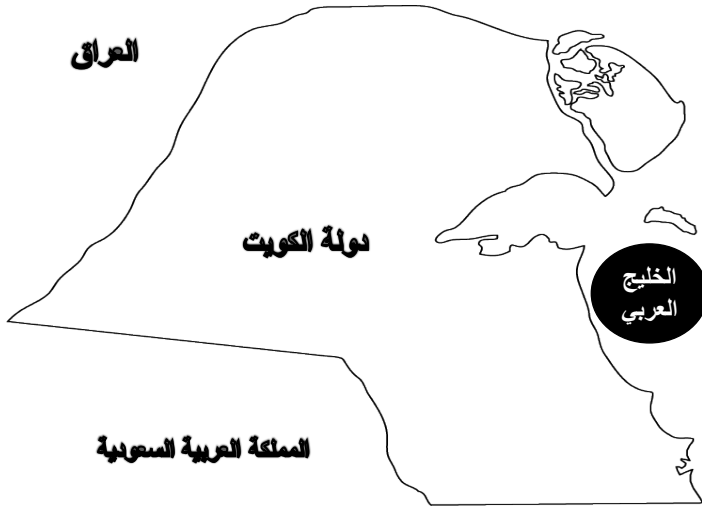 العراق
دولة الكويت
الخليج
العربي
المملكة العربية السعودية